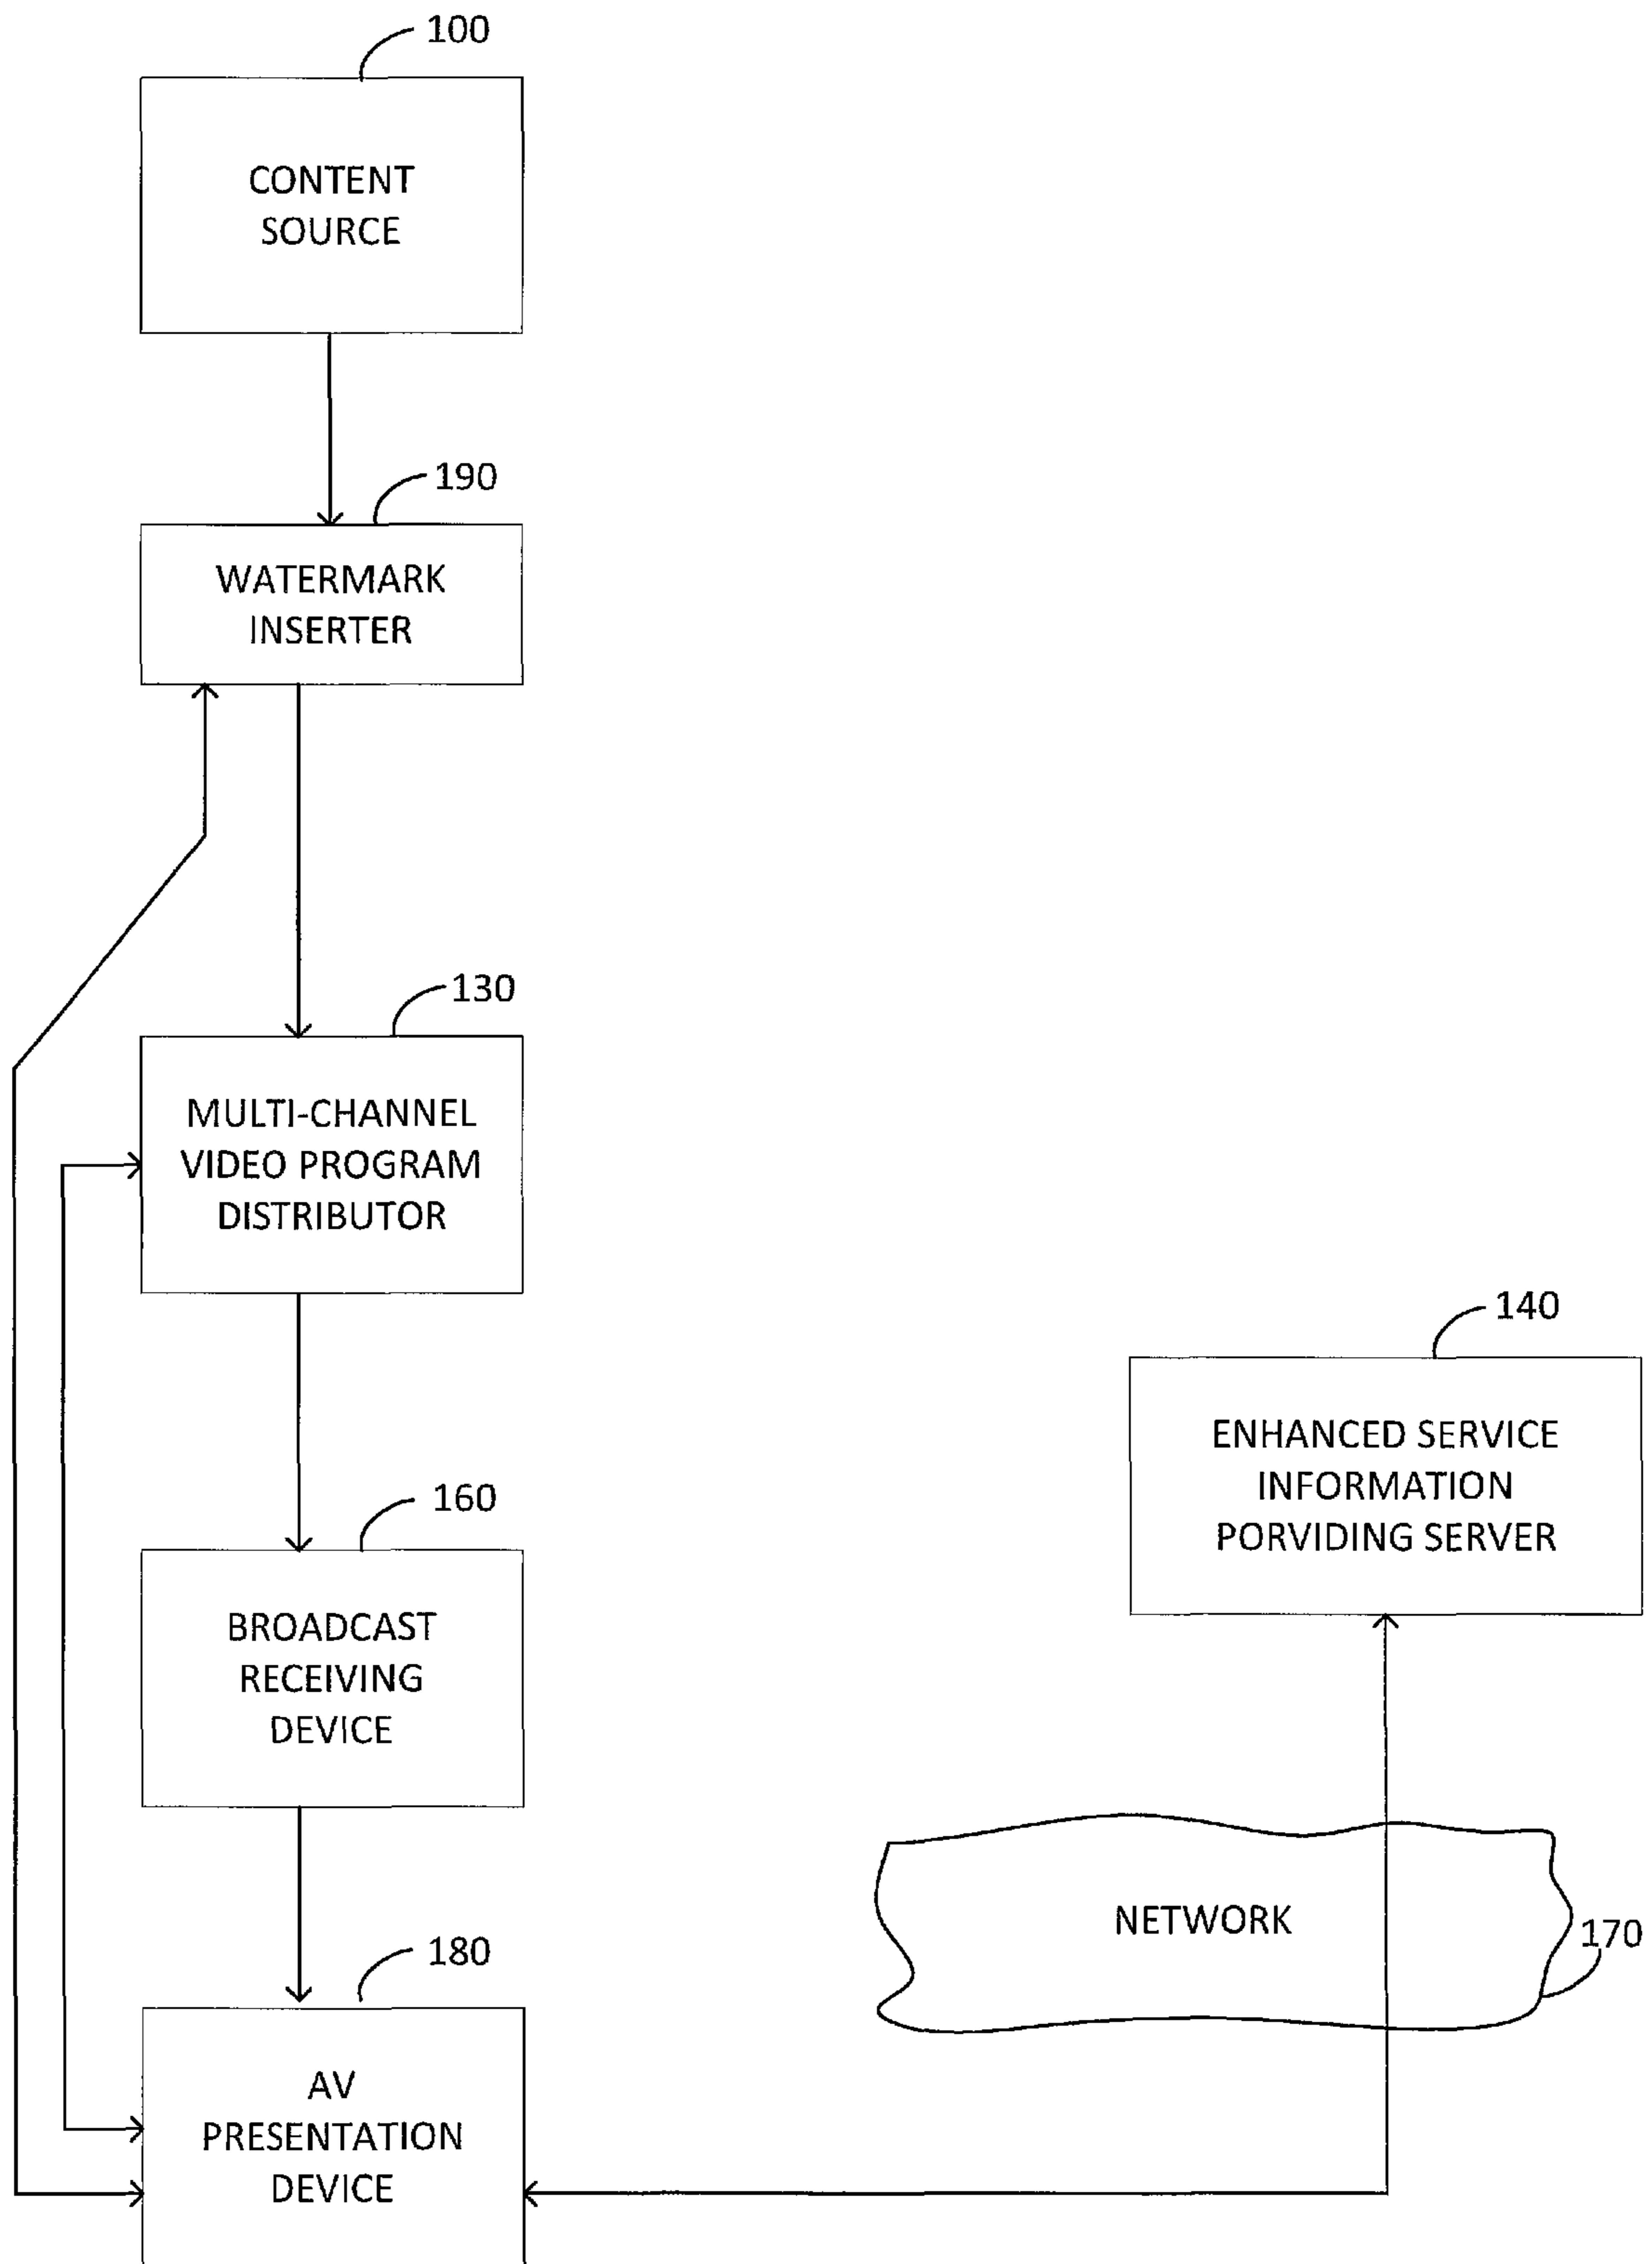 100
CONTENT
SOURCE
190
WATERMARK
INSERTER
130
MULTI-CHANNEL
VIDEO PROGRAM
DISTRIBUTOR
140
ENHANCED SERVICE
INFORMATION
PORVIDING SERVER
160
BROADCAST
RECEIVING
DEVICE
NETWORK
170
180
AV
PRESENTATION
DEVICE